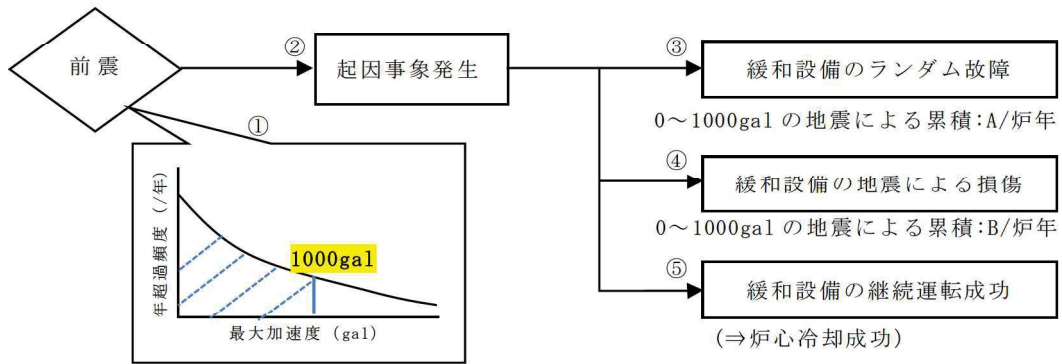 前震
②
起因事象発生
③
緩和設備のランダム故障
0～1000galの地震による累積:A/炉年
①
④
緩和設備の地震による損傷
0～1000galの地震による累積:B/炉年
年超過頻度（/年）
1000gal
最大加速度（gal）
⑤
緩和設備の継続運転成功
（⇒炉心冷却成功）